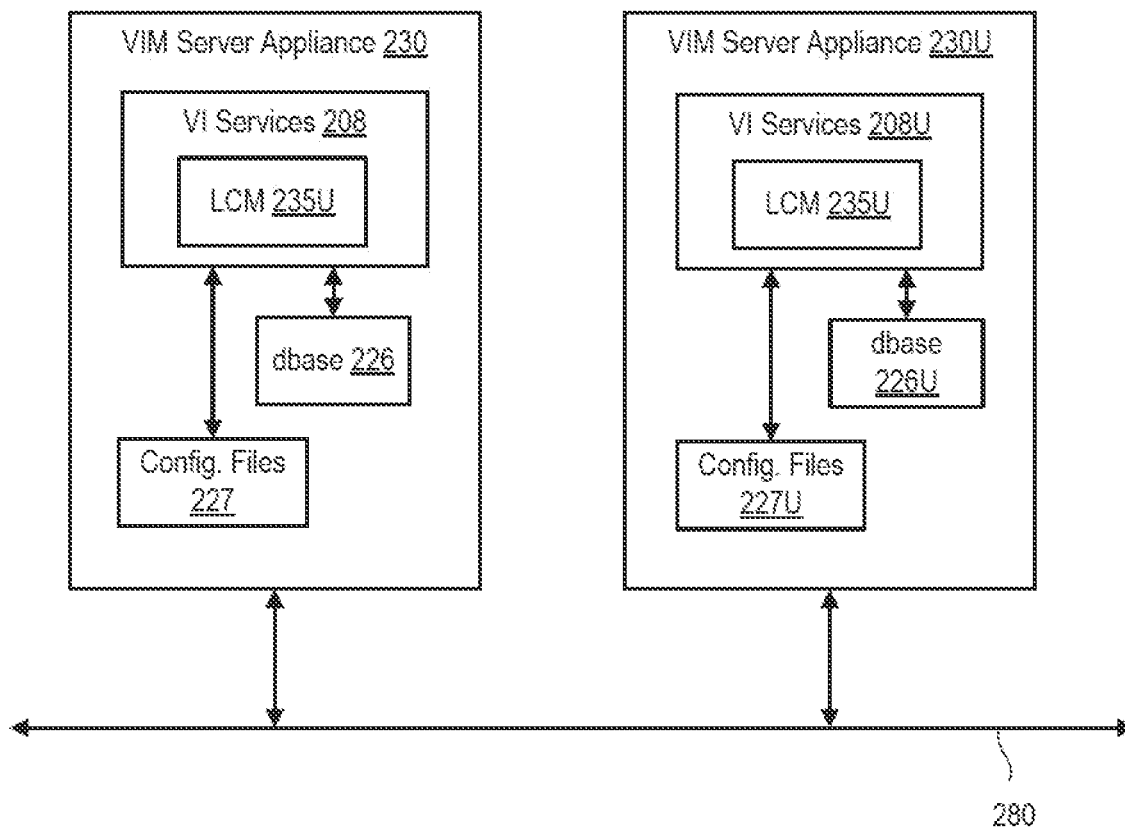 VIM Server Appliance 230
VI Services 208
LCM 235U
dbase 226
Config. Files
227
VIM Server Appliance 230U
VI Services 208U
LCM 235U
dbase
226U
Config. Files
227U
280